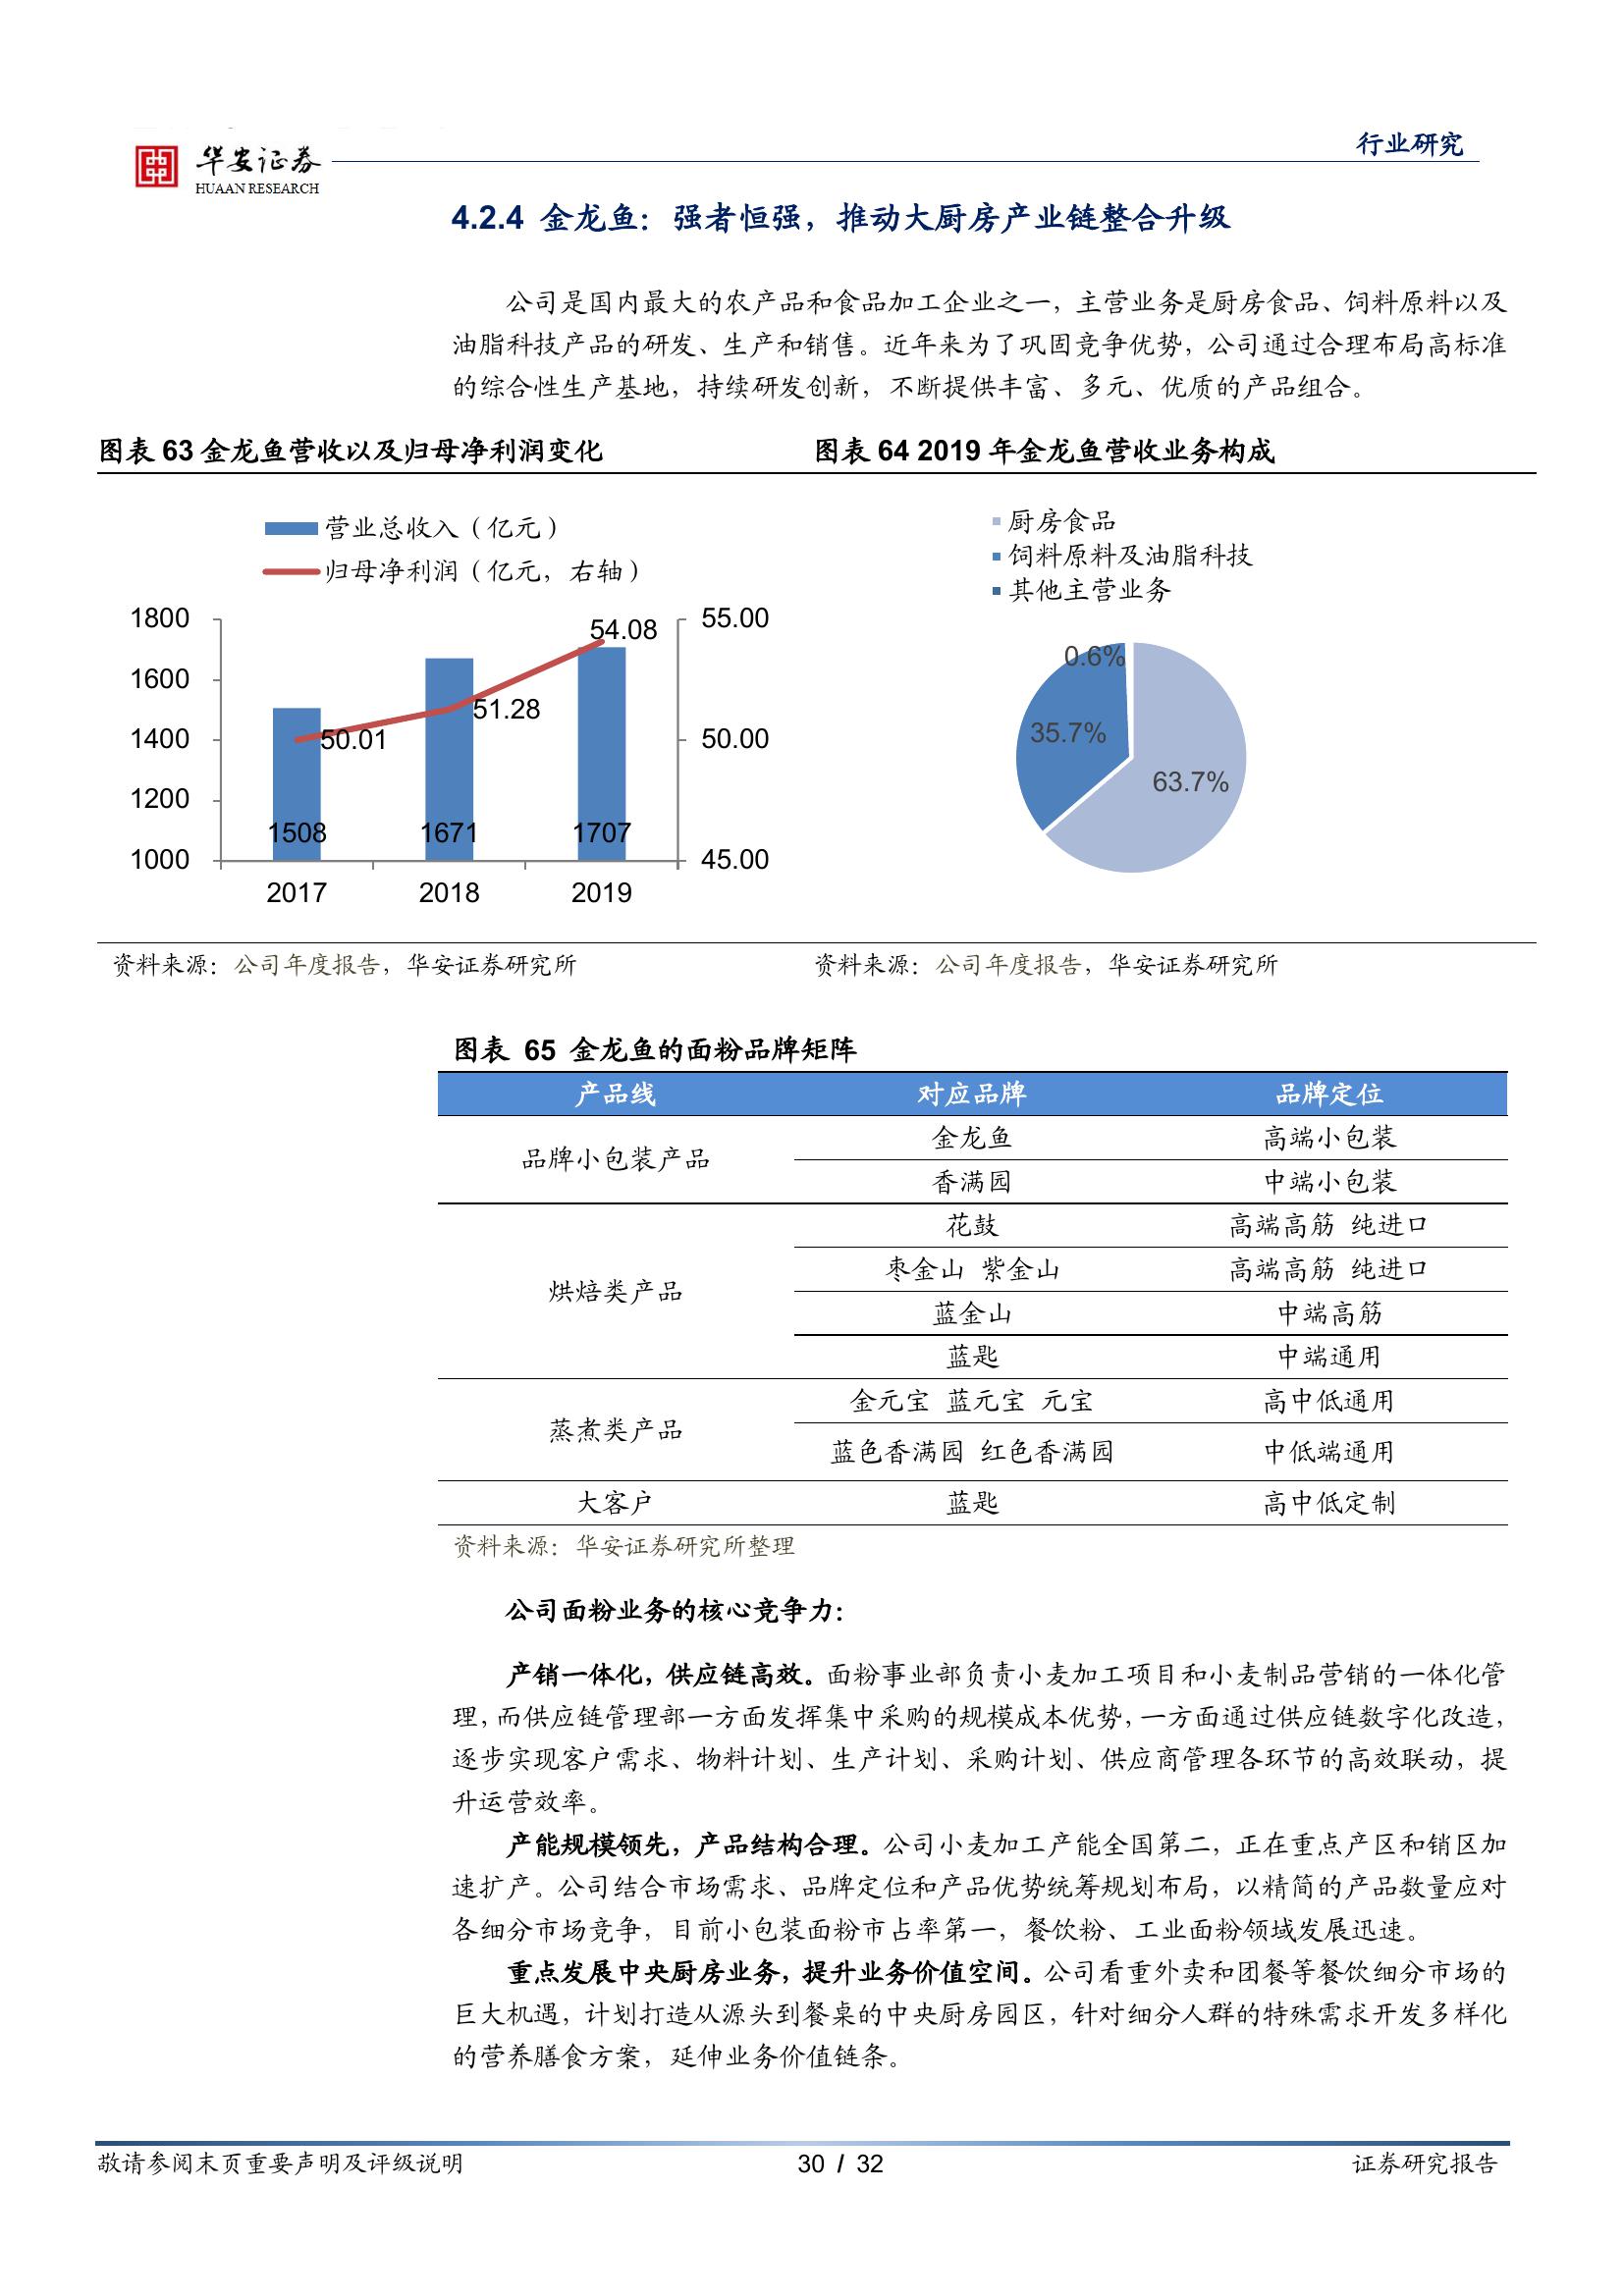 华安证券
HUAAN RESEARCH
行业研究
4.2.4 金龙鱼：强者恒强，推动大厨房产业链整合升级
公司是国内最大的农产品和食品加工企业之一，主营业务是厨房食品、饲料原料以及
油脂科技产品的研发、生产和销售。近年来为了巩固竞争优势，公司通过合理布局高标准
的综合性生产基地，持续研发创新，不断提供丰富、多元、优质的产品组合。
图表 63 金龙鱼营收以及归母净利润变化
营业总收入（亿元）
归母净利润（亿元，右轴）
1800
1600
1400
1200
1000
55.00
50.00
45.00
50.01
51.28
54.08
1508
1671
1707
2017
2018
2019
资料来源：公司年度报告，华安证券研究所
图表 64 2019 年金龙鱼营收业务构成
厨房食品
饲料原料及油脂科技
其他主营业务
0.6%
35.7%
63.7%
资料来源：公司年度报告，华安证券研究所
图表 65 金龙鱼的面粉品牌矩阵
产品线 对应品牌 品牌定位
品牌小包装产品 金龙鱼 高端小包装
香满园 中端小包装
烘焙类产品 花鼓 高端高筋 纯进口
枣金山 紫金山 高端高筋 纯进口
蓝金山 中端高筋
蓝匙 中端通用
蒸煮类产品 金元宝 蓝元宝 元宝 高中低通用
蓝色香满园 红色香满园 中低端通用
大客户 蓝匙 高中低定制
资料来源：华安证券研究所整理
公司面粉业务的核心竞争力：
产销一体化，供应链高效。面粉事业部负责小麦加工项目和小麦制品营销的一体化管
理，而供应链管理部一方面发挥集中采购的规模成本优势，一方面通过供应链数字化改造，
逐步实现客户需求、物料计划、生产计划、采购计划、供应商管理各环节的高效联动，提
升运营效率。
产能规模领先，产品结构合理。公司小麦加工产能全国第二，正在重点产区和销区加
速扩产。公司结合市场需求、品牌定位和产品优势统筹规划布局，以精简的产品数量应对
各细分市场竞争，目前小包装面粉市占率第一，餐饮粉、工业面粉领域发展迅速。
重点发展中央厨房业务，提升业务价值空间。公司看重外卖和团餐等餐饮细分市场的
巨大机遇，计划打造从源头到餐桌的中央厨房园区，针对细分人群的特殊需求开发多样化
的营养膳食方案，延伸业务价值链条。
敬请参阅末页重要声明及评级说明
30 / 32
证券研究报告